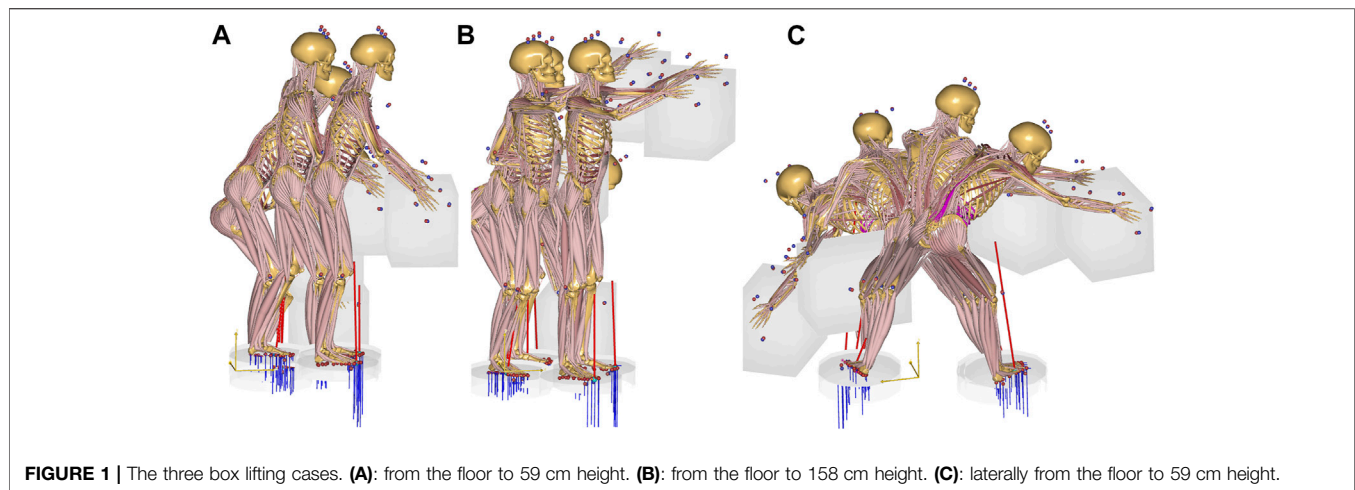 A B C
FIGURE 1 | The three box lifting cases. (A): from the floor to 59 cm height. (B): from the floor to 158 cm height. (C): laterally from the floor to 59 cm height.